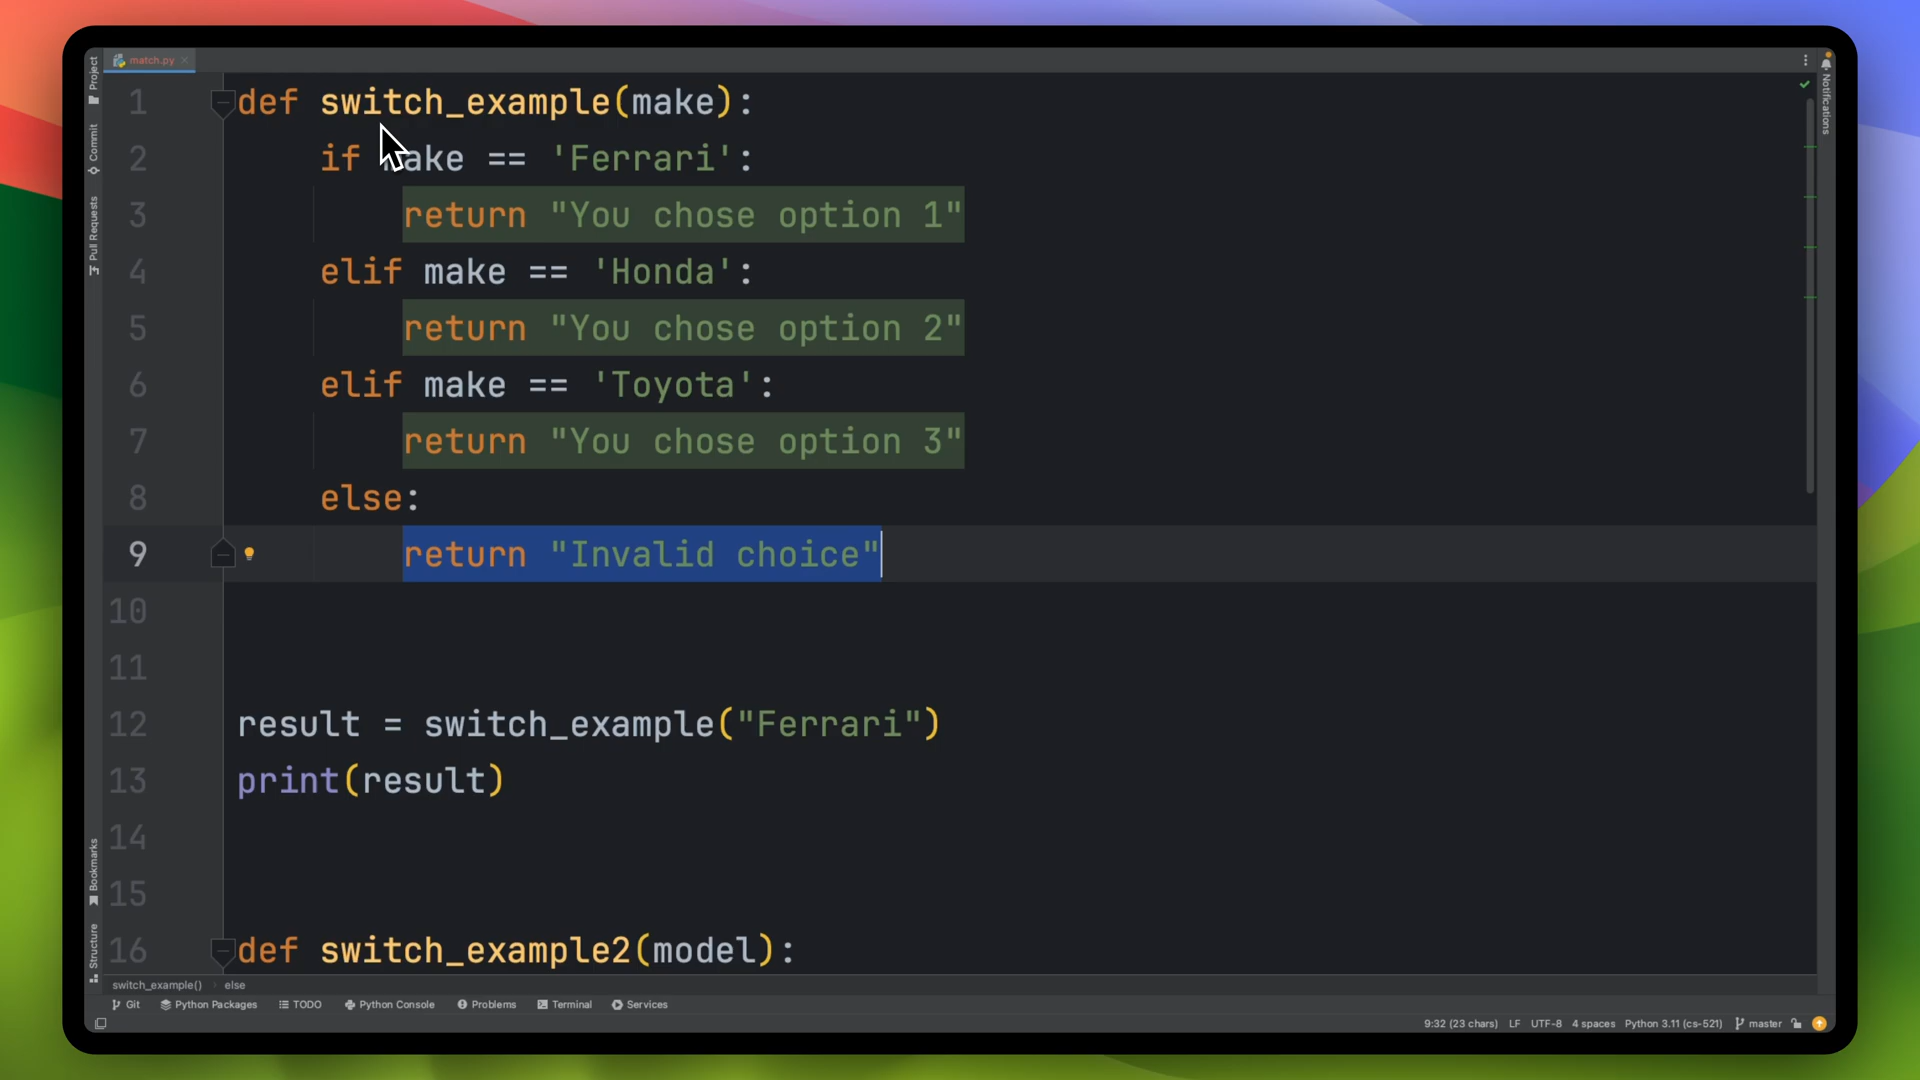 match.py
Project
Commit
Pull Requests
Bookmarks
Structure
Notifications
1 def switch_example(make):
2 if make == 'Ferrari':
3 return "You chose option 1"
4 elif make == 'Honda':
5 return "You chose option 2"
6 elif make == 'Toyota':
7 return "You chose option 3"
8 else:
9 return "Invalid choice"
10
11
12 result = switch_example("Ferrari")
13 print(result)
14
15
16 def switch_example2(model):
switch_example() › else
Git Python Packages TODO Python Console Problems Terminal Services
9:32 (23 chars) LF UTF-8 4 spaces Python 3.11 (cs-521) master